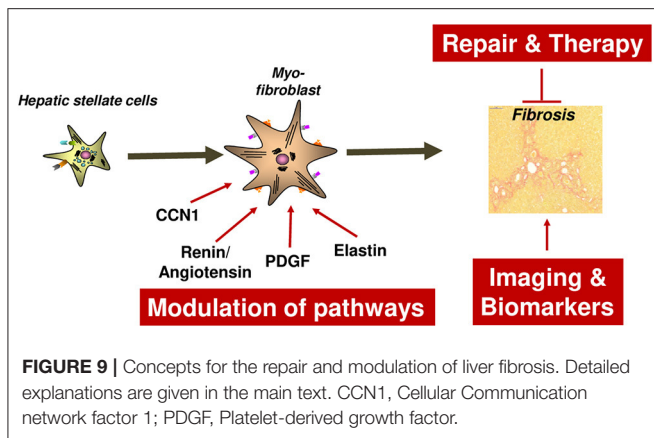 Repair & Therapy
Myo-
fibroblast
Hepatic stellate cells
Fibrosis
CCN1
Renin/
Angiotensin
PDGF
Elastin
Modulation of pathways
Imaging &
Biomarkers
FIGURE 9 | Concepts for the repair and modulation of liver fibrosis. Detailed
explanations are given in the main text. CCN1, Cellular Communication
network factor 1; PDGF, Platelet-derived growth factor.